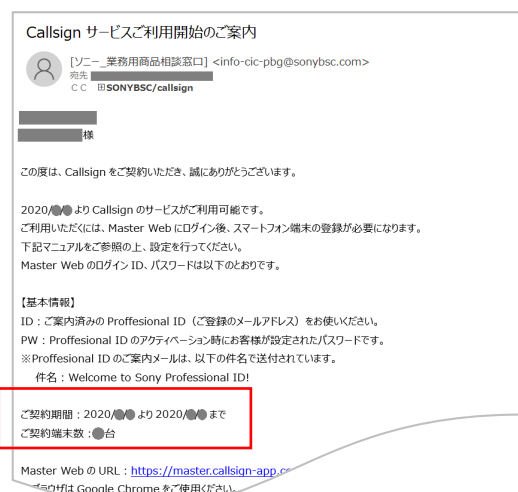 Callsign サービスご利用開始のご案内
[ソニー_業務用商品相談窓口] <info-cic-pbg@sonybsc.com>
宛先
CC ⊞SONYBSC/callsign
様
この度は、Callsign をご契約いただき、誠にありがとうございます。
2020/●/● より Callsign のサービスがご利用可能です。
ご利用いただくには、Master Web にログイン後、スマートフォン端末の登録が必要になります。
下記マニュアルをご参照の上、設定を行ってください。
Master Web のログイン ID、パスワードは以下のとおりです。
【基本情報】
ID：ご案内済みの Proffesional ID（ご登録のメールアドレス）をお使いください。
PW：Proffesional ID のアクティベーション時にお客様が設定されたパスワードです。
※Proffesional ID のご案内メールは、以下の件名で送付されています。
件名：Welcome to Sony Professional ID!
ご契約期間：2020/●/● より 2020/●/● まで
ご契約端末数：●台
Master Web の URL：https://master.callsign-app.c
ブラウザは Google Chrome をご使用ください。